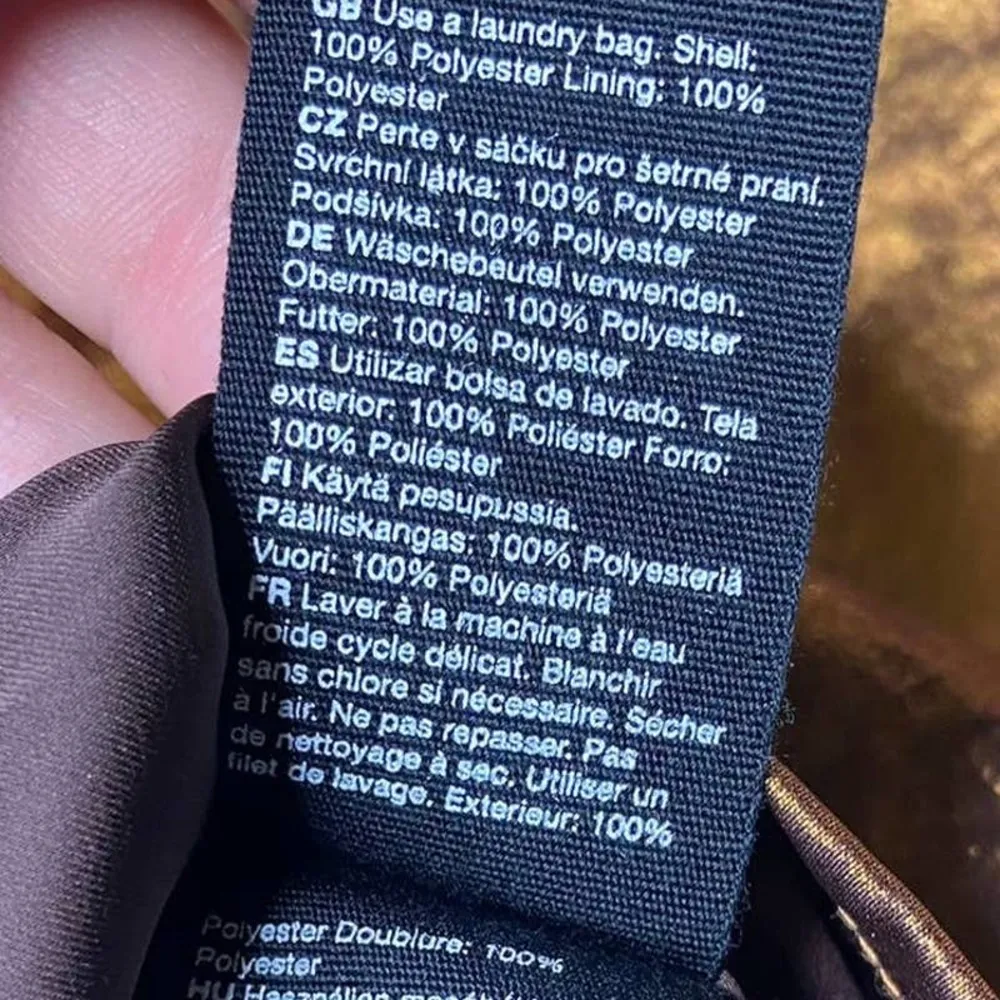 GB Use a laundry bag. Shell:
100% Polyester Lining: 100%
Polyester
CZ Perte v sáčku pro šetrné praní.
Svrchní látka: 100% Polyester
Podšívka: 100% Polyester
DE Wäschebeutel verwenden.
Obermaterial: 100% Polyester
Futter: 100% Polyester
ES Utilizar bolsa de lavado. Tela
exterior: 100% Poliéster Forro:
100% Poliéster
FI Käytä pesupussia.
Päälliskangas: 100% Polyesteriä
Vuori: 100% Polyesteriä
FR Laver à la machine à l'eau
froide cycle délicat. Blanchir
sans chlore si nécessaire. Sécher
à l'air. Ne pas repasser. Pas
de nettoyage à sec. Utiliser un
filet de lavage. Exterieur: 100%
Polyester Doublure: 100%
Polyester
HU Használjon